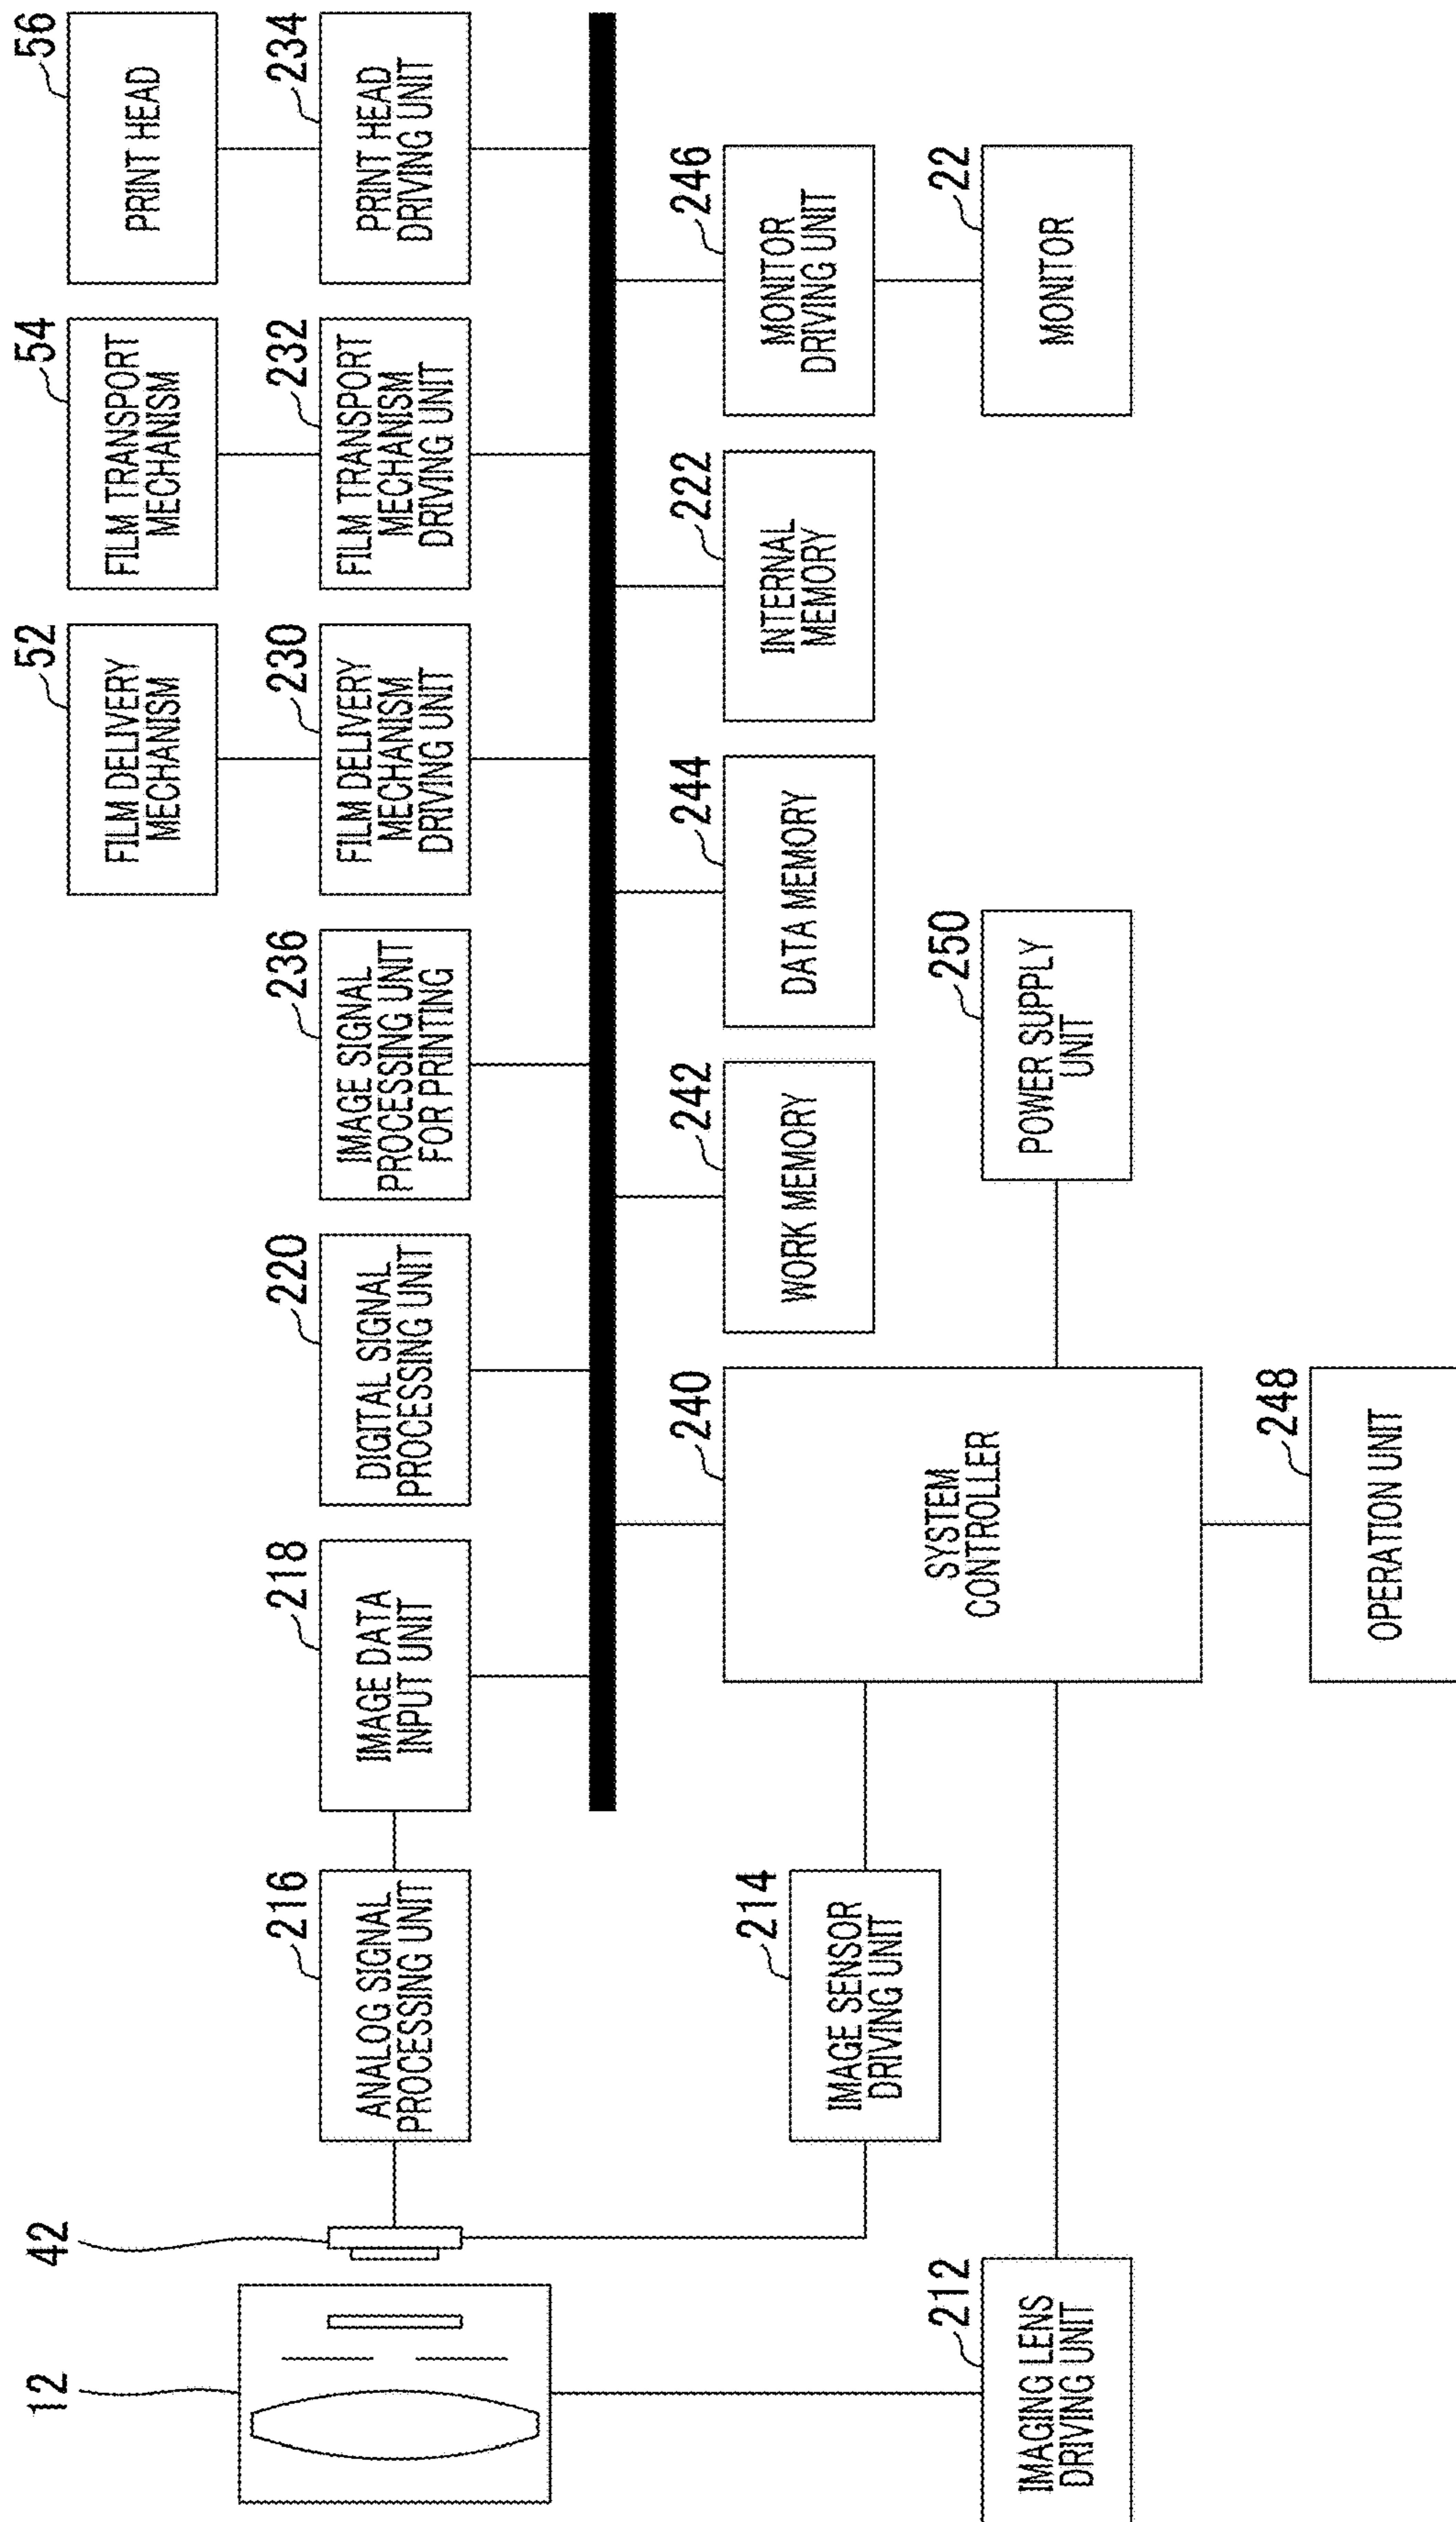 12
42
216
ANALOG SIGNAL
PROCESSING UNIT
218
IMAGE DATA
INPUT UNIT
220
DIGITAL SIGNAL
PROCESSING UNIT
236
IMAGE SIGNAL
PROCESSING UNIT
FOR PRINTING
52
FILM DELIVERY
MECHANISM
230
FILM DELIVERY
MECHANISM
DRIVING UNIT
54
FILM TRANSPORT
MECHANISM
232
FILM TRANSPORT
MECHANISM
DRIVING UNIT
56
PRINT HEAD
234
PRINT HEAD
DRIVING UNIT
212
IMAGING LENS
DRIVING UNIT
214
IMAGE SENSOR
DRIVING UNIT
240
SYSTEM
CONTROLLER
248
OPERATION UNIT
242
WORK MEMORY
250
POWER SUPPLY
UNIT
244
DATA MEMORY
222
INTERNAL
MEMORY
246
MONITOR
DRIVING UNIT
22
MONITOR